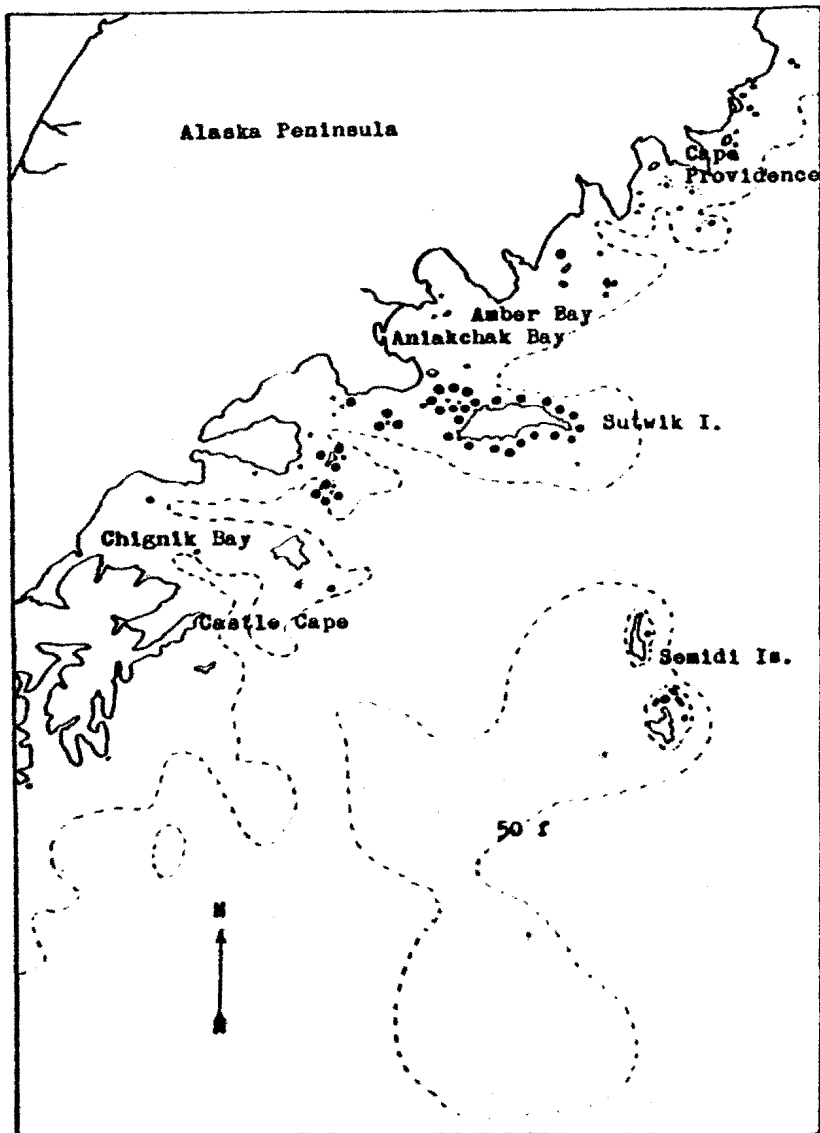 Alaska Peninsula
Cape
Providence
Amber Bay
Aniakchak Bay
Sutwik I.
Chignik Bay
Castle Cape
Semidi Is.
50 f
N